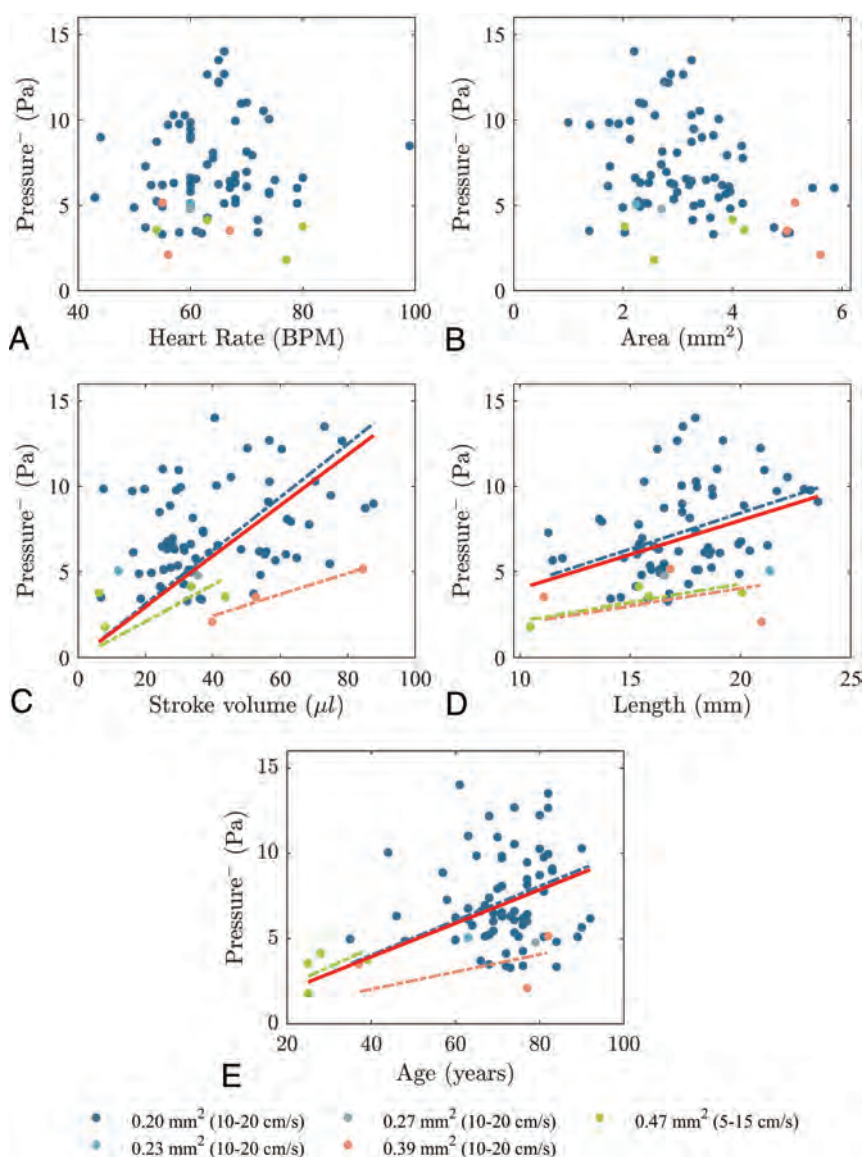 15
10
5
0
Pressure⁻ (Pa)
40 60 80 100
A Heart Rate (BPM)
15
10
5
0
Pressure⁻ (Pa)
0 2 4 6
B Area (mm²)
15
10
5
0
Pressure⁻ (Pa)
0 20 40 60 80 100
C Stroke volume (μl)
15
10
5
0
Pressure⁻ (Pa)
10 15 20 25
D Length (mm)
15
10
5
0
Pressure⁻ (Pa)
20 40 60 80 100
E Age (years)
0.20 mm² (10-20 cm/s) 0.27 mm² (10-20 cm/s) 0.47 mm² (5-15 cm/s)
0.23 mm² (10-20 cm/s) 0.39 mm² (10-20 cm/s)